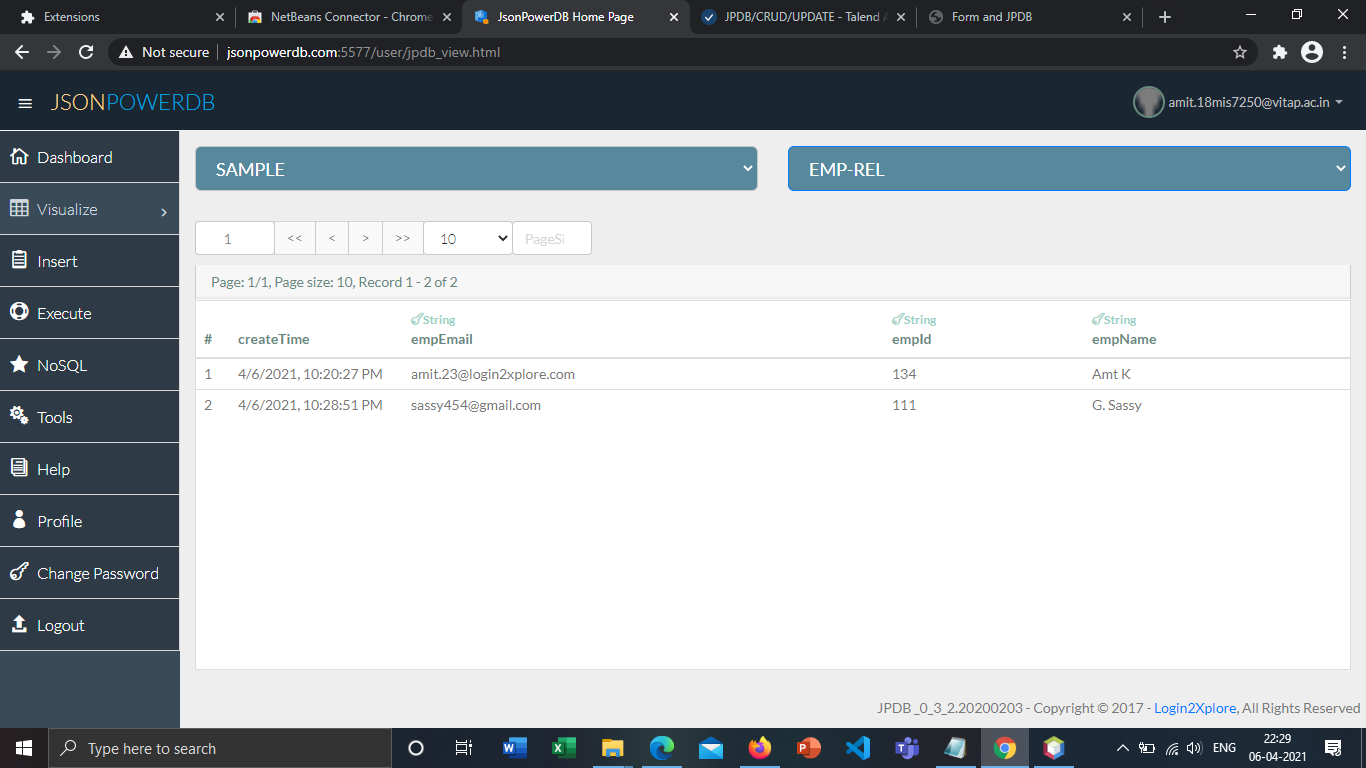 Extensions
NetBeans Connector - Chrome
JsonPowerDB Home Page
JPDB/CRUD/UPDATE - Talend A
Form and JPDB
Not secure
jsonpowerdb.com:5577/user/jpdb_view.html
JSONPOWERDB
amit.18mis7250@vitap.ac.in
Dashboard
Visualize
Insert
Execute
NoSQL
Tools
Help
Profile
Change Password
Logout
SAMPLE
EMP-REL
1 << < > >> 10 PageSi
Page: 1/1, Page size: 10, Record 1 - 2 of 2
String String String
# createTime empEmail empId empName
1 4/6/2021, 10:20:27 PM amit.23@login2xplore.com 134 Amt K
2 4/6/2021, 10:28:51 PM sassy454@gmail.com 111 G. Sassy
JPDB _0_3_2.20200203 - Copyright © 2017 - Login2Xplore, All Rights Reserved
Type here to search
ENG
22:29
06-04-2021